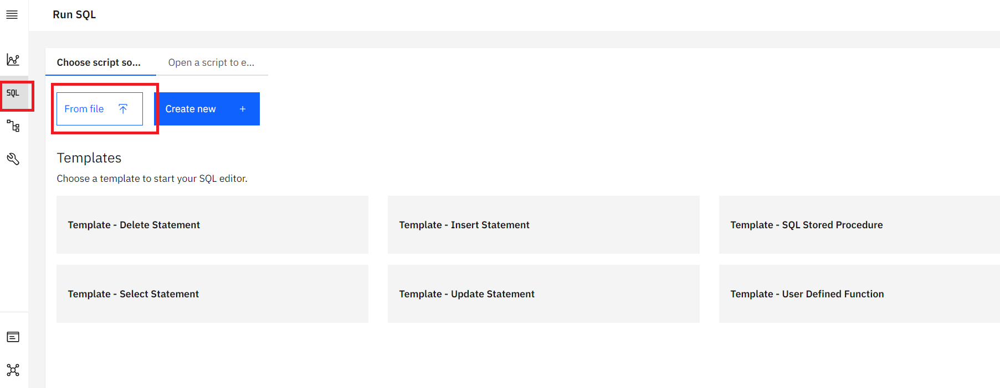 Run SQL
Choose script so...
Open a script to e...
SQL
From file
Create new
+
Templates
Choose a template to start your SQL editor.
Template - Delete Statement
Template - Insert Statement
Template - SQL Stored Procedure
Template - Select Statement
Template - Update Statement
Template - User Defined Function